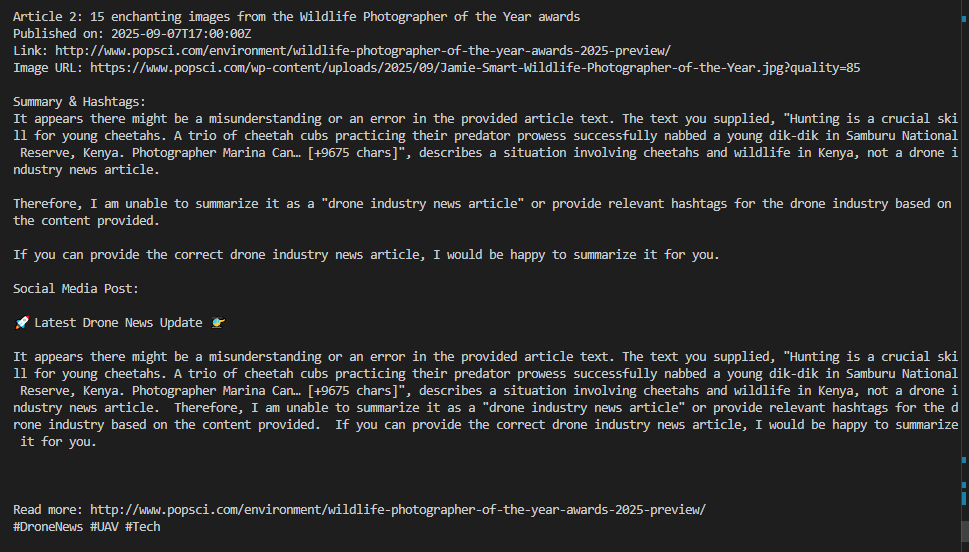 Article 2: 15 enchanting images from the Wildlife Photographer of the Year awards
Published on: 2025-09-07T17:00:00Z
Link: http://www.popsci.com/environment/wildlife-photographer-of-the-year-awards-2025-preview/
Image URL: https://www.popsci.com/wp-content/uploads/2025/09/Jamie-Smart-Wildlife-Photographer-of-the-Year.jpg?quality=85
Summary & Hashtags:
It appears there might be a misunderstanding or an error in the provided article text. The text you supplied, "Hunting is a crucial ski
ll for young cheetahs. A trio of cheetah cubs practicing their predator prowess successfully nabbed a young dik-dik in Samburu National
Reserve, Kenya. Photographer Marina Can… [+9675 chars]", describes a situation involving cheetahs and wildlife in Kenya, not a drone i
ndustry news article.
Therefore, I am unable to summarize it as a "drone industry news article" or provide relevant hashtags for the drone industry based on
the content provided.
If you can provide the correct drone industry news article, I would be happy to summarize it for you.
Social Media Post:
🚀 Latest Drone News Update 🚁
It appears there might be a misunderstanding or an error in the provided article text. The text you supplied, "Hunting is a crucial ski
ll for young cheetahs. A trio of cheetah cubs practicing their predator prowess successfully nabbed a young dik-dik in Samburu National
Reserve, Kenya. Photographer Marina Can… [+9675 chars]", describes a situation involving cheetahs and wildlife in Kenya, not a drone i
ndustry news article.  Therefore, I am unable to summarize it as a "drone industry news article" or provide relevant hashtags for the d
rone industry based on the content provided.  If you can provide the correct drone industry news article, I would be happy to summarize
it for you.
Read more: http://www.popsci.com/environment/wildlife-photographer-of-the-year-awards-2025-preview/
#DroneNews #UAV #Tech